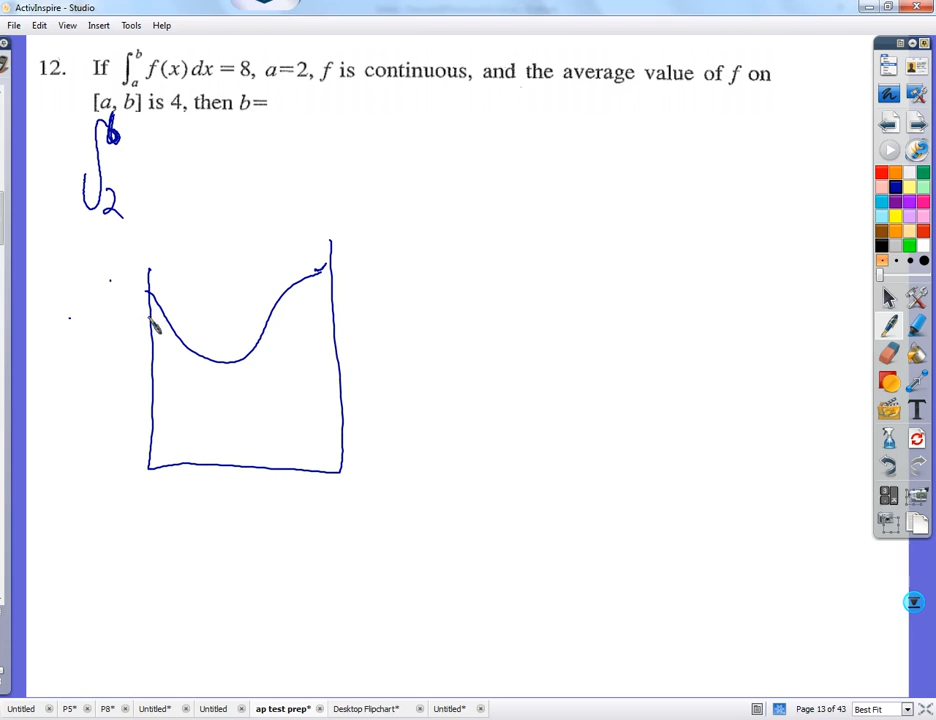 ActivInspire - Studio
File Edit View Insert Tools Help
12. If ∫_a^b f(x) dx = 8, a=2, f is continuous, and the average value of f on
[a, b] is 4, then b=
∫_2^b
T
Page 13 of 43 Best Fit
Untitled P5* P8* Untitled* Untitled ap test prep* Desktop Flipchart* Untitled*